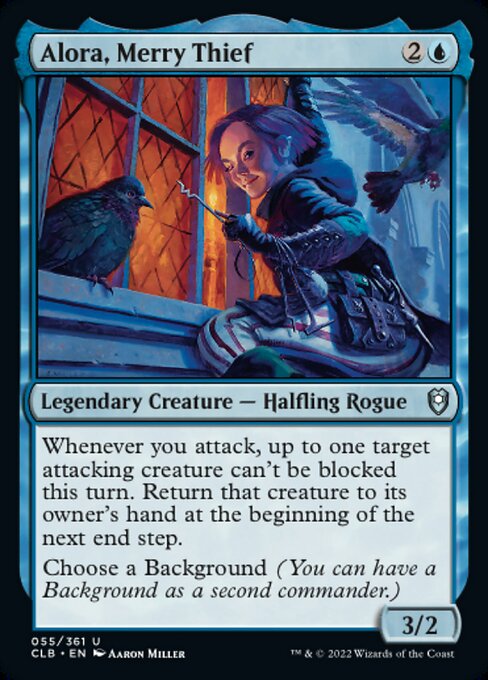 Alora, Merry Thief 2
Legendary Creature — Halfling Rogue
Whenever you attack, up to one target
attacking creature can't be blocked
this turn. Return that creature to its
owner's hand at the beginning of the
next end step.
Choose a Background (You can have a
Background as a second commander.)
3/2
055/361 U
CLB • EN Aaron Miller
™ & © 2022 Wizards of the Coast